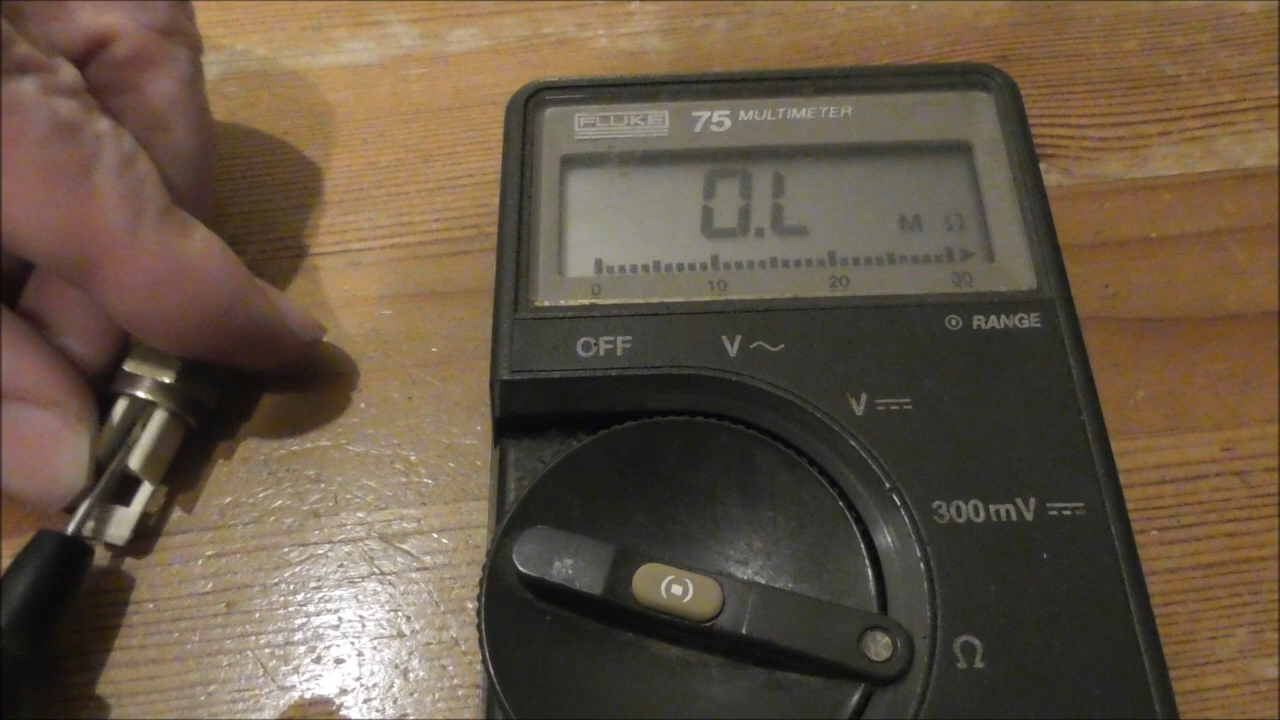 FLUKE 75 MULTIMETER
0.L M Ω
0 10 20 30
RANGE
OFF V~
V⎓
300mV⎓
Ω